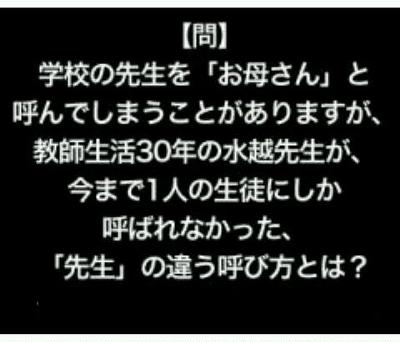 【問】
学校の先生を「お母さん」と
呼んでしまうことがありますが、
教師生活30年の水越先生が、
今まで1人の生徒にしか
呼ばれなかった、
「先生」の違う呼び方とは？